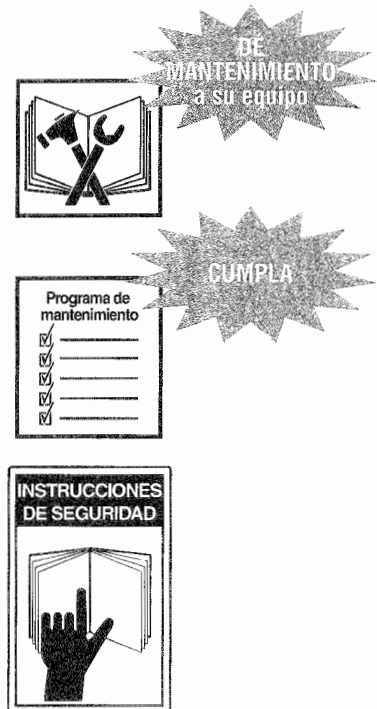 DE
MANTENIMIENTO
a su equipo
CUMPLA
Programa de
mantenimiento
INSTRUCCIONES
DE SEGURIDAD